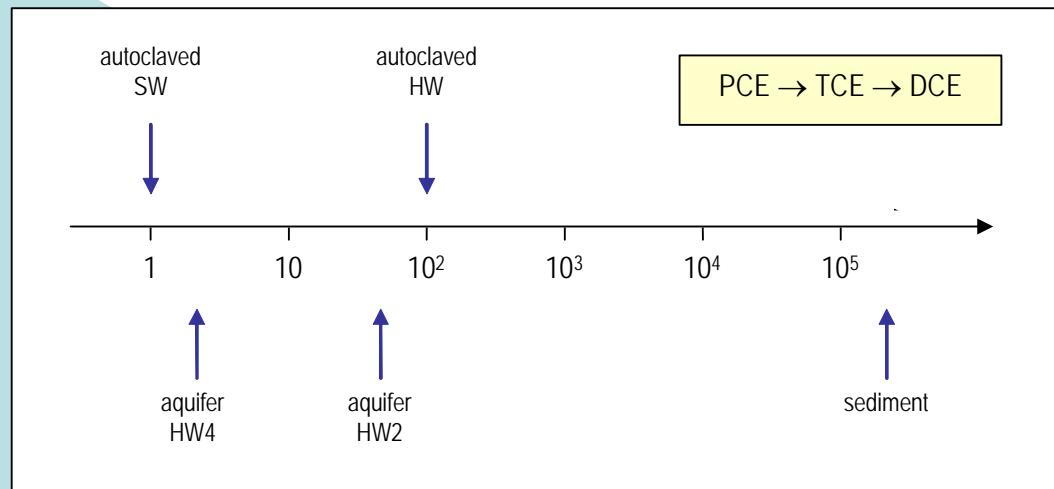 autoclaved
SW
autoclaved
HW
PCE → TCE → DCE
1 10 10² 10³ 10⁴ 10⁵
aquifer
HW4
aquifer
HW2
sediment